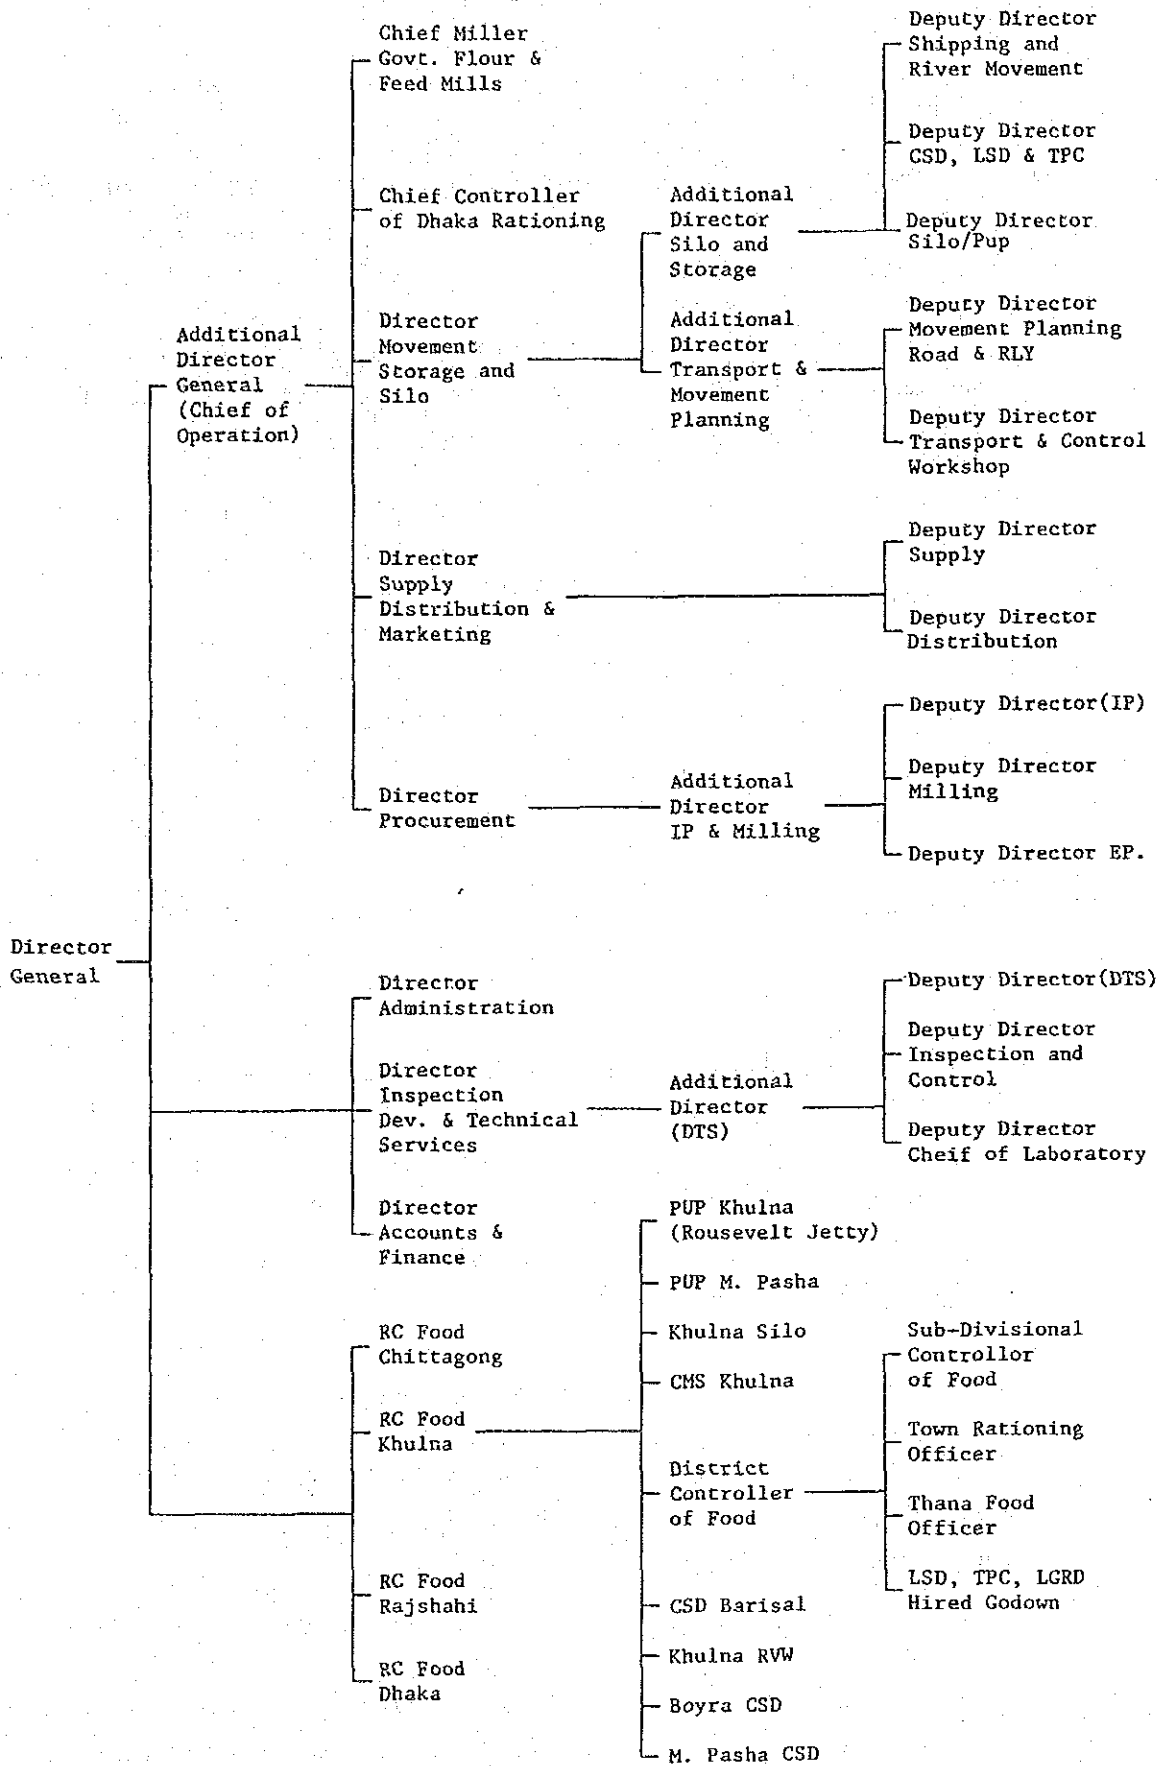 Director
General
Additional
Director
General
(Chief of
Operation)
Chief Miller
Govt. Flour &
Feed Mills
Chief Controller
of Dhaka Rationing
Director
Movement
Storage and
Silo
Director
Supply
Distribution &
Marketing
Director
Procurement
Director
Administration
Director
Inspection
Dev. & Technical
Services
Director
Accounts &
Finance
RC Food
Chittagong
RC Food
Khulna
RC Food
Rajshahi
RC Food
Dhaka
Additional
Director
Silo and
Storage
Additional
Director
Transport &
Movement
Planning
Additional
Director
IP & Milling
Additional
Director
(DTS)
PUP Khulna
(Rousevelt Jetty)
PUP M. Pasha
Khulna Silo
CMS Khulna
District
Controller
of Food
CSD Barisal
Khulna RVW
Boyra CSD
M. Pasha CSD
Deputy Director
Shipping and
River Movement
Deputy Director
CSD, LSD & TPC
Deputy Director
Silo/Pup
Deputy Director
Movement Planning
Road & RLY
Deputy Director
Transport & Control
Workshop
Deputy Director
Supply
Deputy Director
Distribution
Deputy Director(IP)
Deputy Director
Milling
Deputy Director EP.
Deputy Director(DTS)
Deputy Director
Inspection and
Control
Deputy Director
Cheif of Laboratory
Sub-Divisional
Controllor
of Food
Town Rationing
Officer
Thana Food
Officer
LSD, TPC, LGRD
Hired Godown